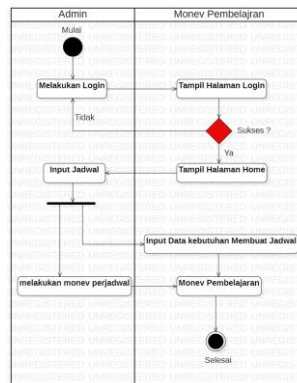 Admin
Monev Pembelajran
Mulai
Melakukan Login
Tampil Halaman Login
Tidak
Sukses ?
Ya
Input Jadwal
Tampil Halaman Home
Input Data kebutuhan Membuat Jadwal
melakukan monev perjadwal
Monev Pembelajaran
Selesai